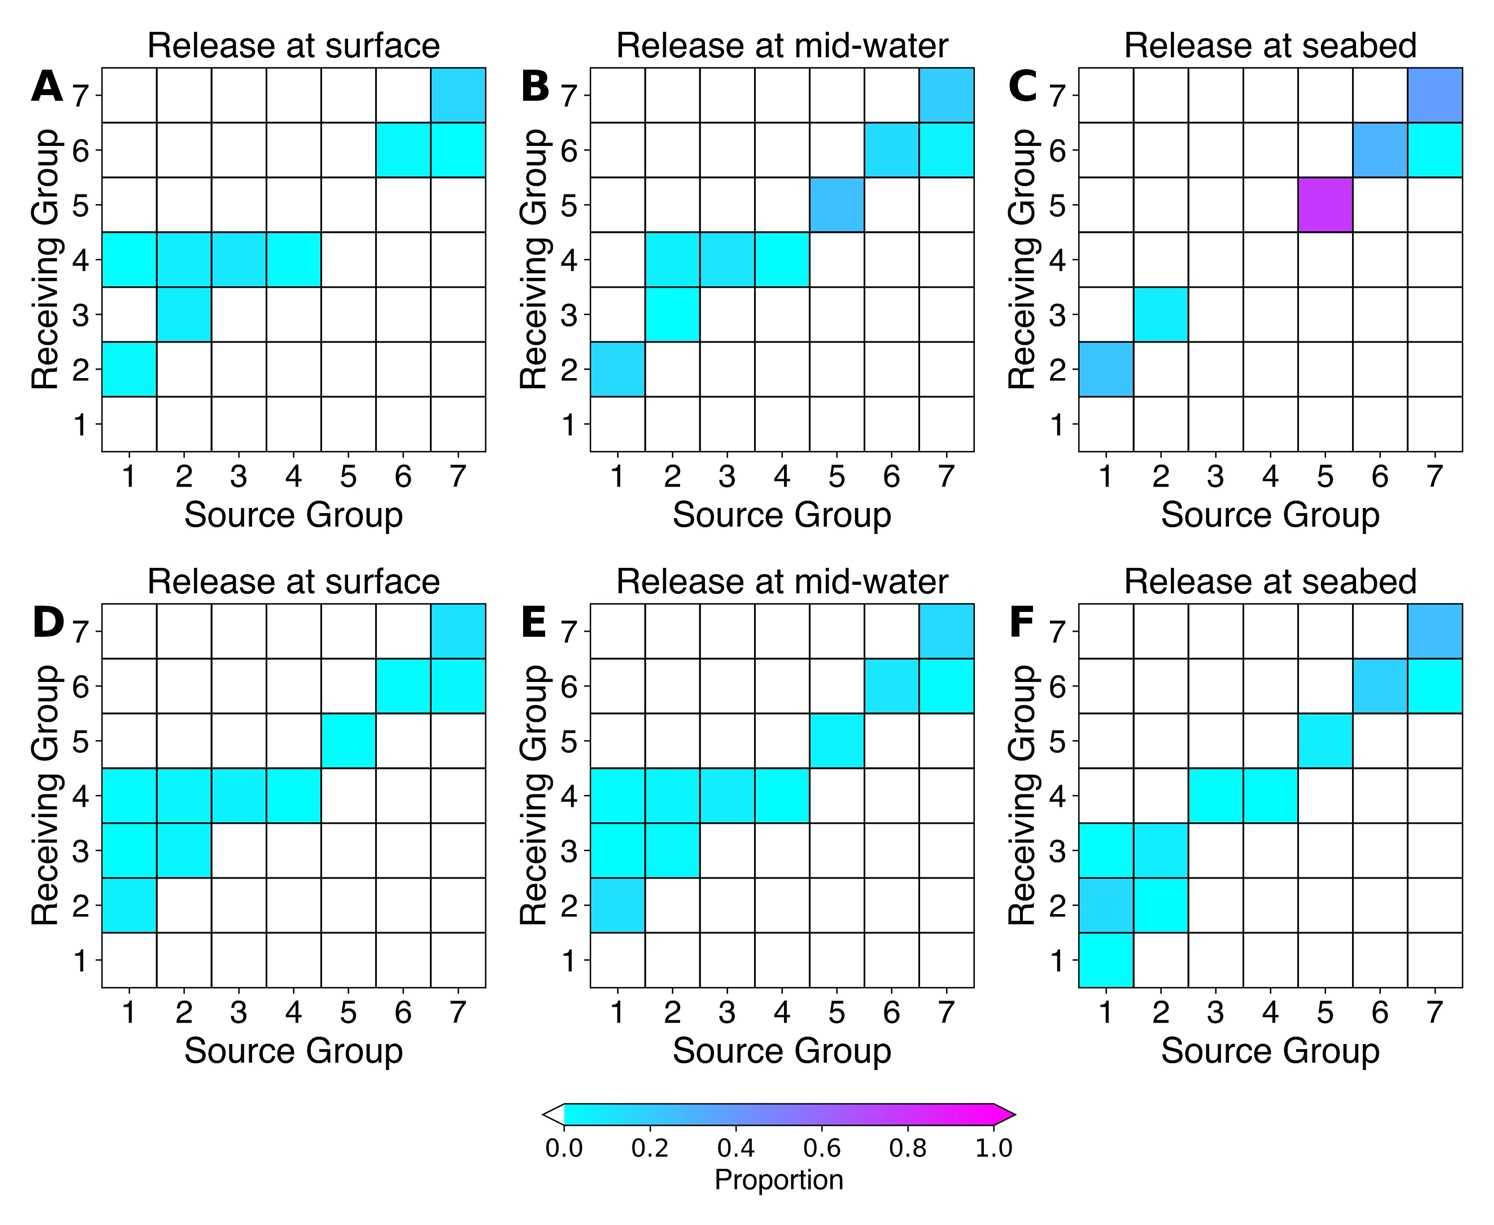 Release at surface
Release at mid-water
Release at seabed
A
B
C
7
6
5
4
3
2
1
Receiving Group
1 2 3 4 5 6 7
Source Group
7
6
5
4
3
2
1
Receiving Group
1 2 3 4 5 6 7
Source Group
7
6
5
4
3
2
1
Receiving Group
1 2 3 4 5 6 7
Source Group
Release at surface
Release at mid-water
Release at seabed
D
E
F
7
6
5
4
3
2
1
Receiving Group
1 2 3 4 5 6 7
Source Group
7
6
5
4
3
2
1
Receiving Group
1 2 3 4 5 6 7
Source Group
7
6
5
4
3
2
1
Receiving Group
1 2 3 4 5 6 7
Source Group
0.0 0.2 0.4 0.6 0.8 1.0
Proportion